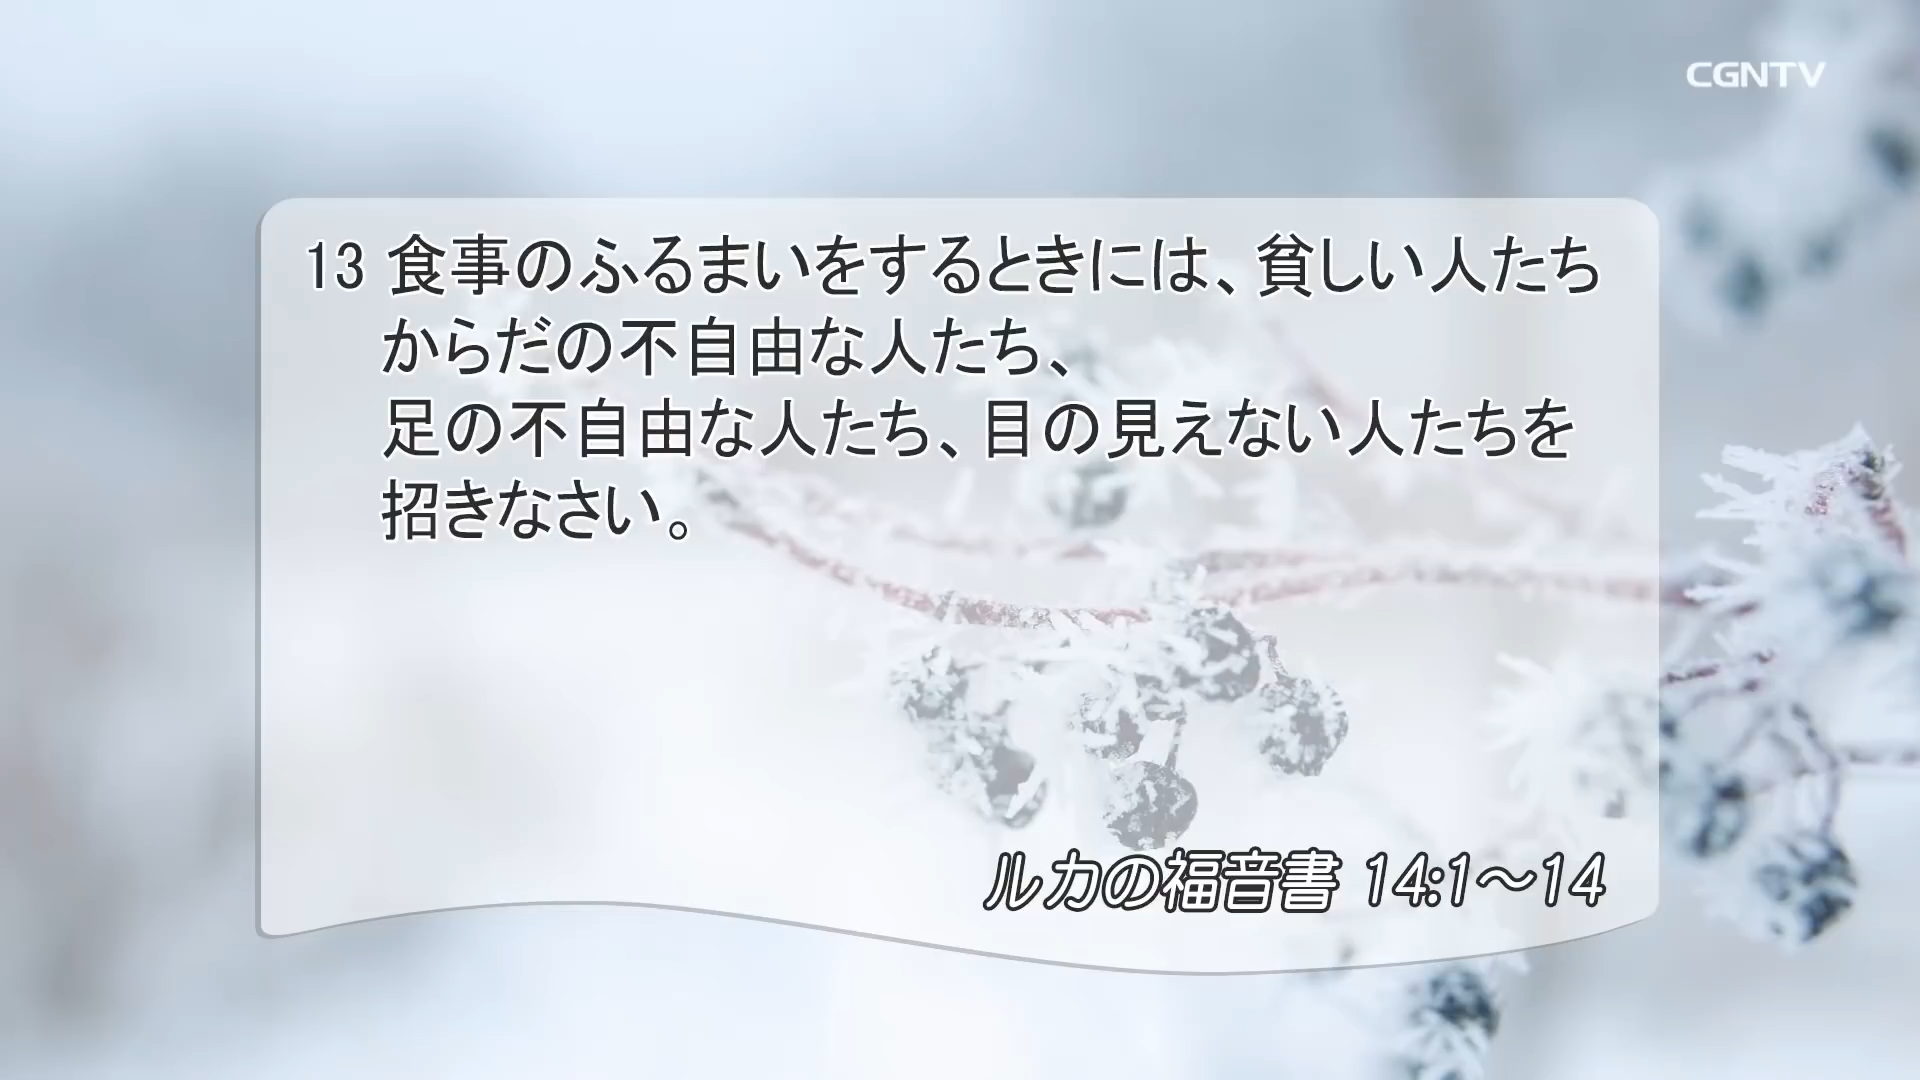 CGNTV
13 食事のふるまいをするときには、貧しい人たち
からだの不自由な人たち、
足の不自由な人たち、目の見えない人たちを
招きなさい。
ルカの福音書 14:1～14